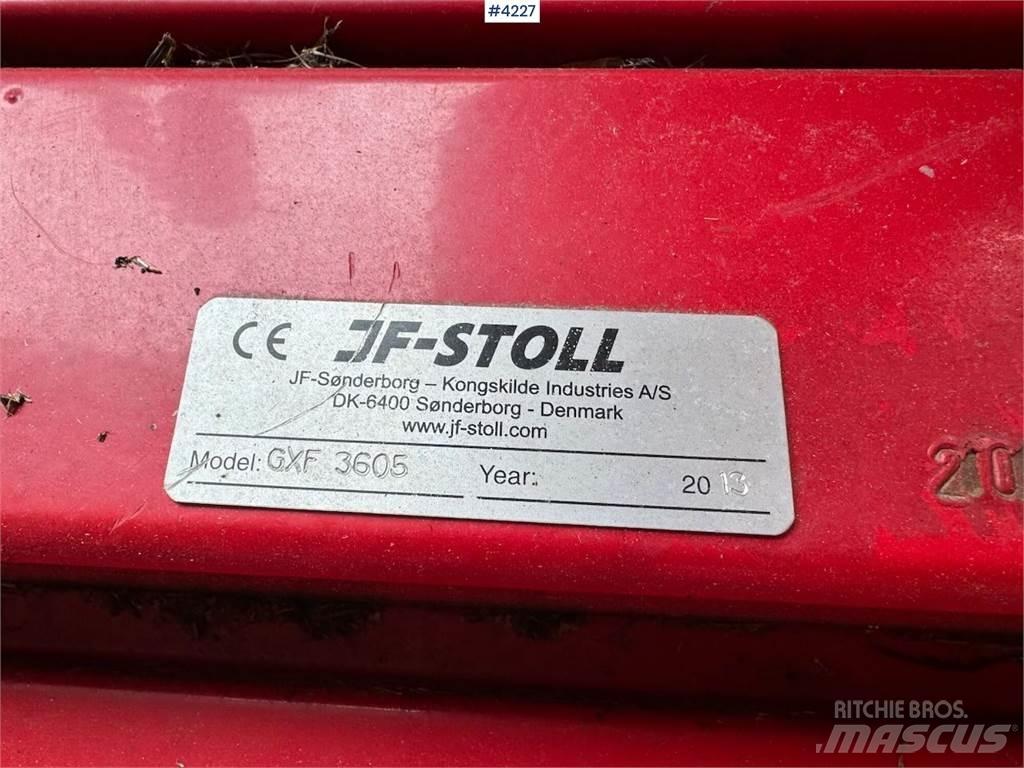 #4227
CE JF-STOLL
JF-Sønderborg – Kongskilde Industries A/S
DK-6400 Sønderborg - Denmark
www.jf-stoll.com
Model: GXF 3605 Year: 2013
20
RITCHIE BROS.
MASCUS